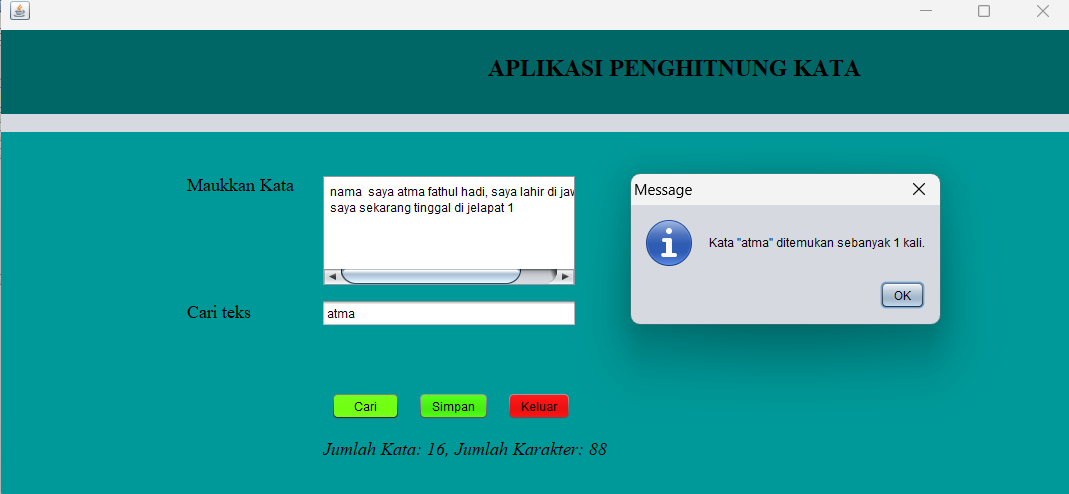 APLIKASI PENGHITNUNG KATA
Maukkan Kata
nama  saya atma fathul hadi, saya lahir di
saya sekarang tinggal di jelapat 1
Cari teks
atma
Message
Kata "atma" ditemukan sebanyak 1 kali.
OK
Cari
Simpan
Keluar
Jumlah Kata: 16, Jumlah Karakter: 88